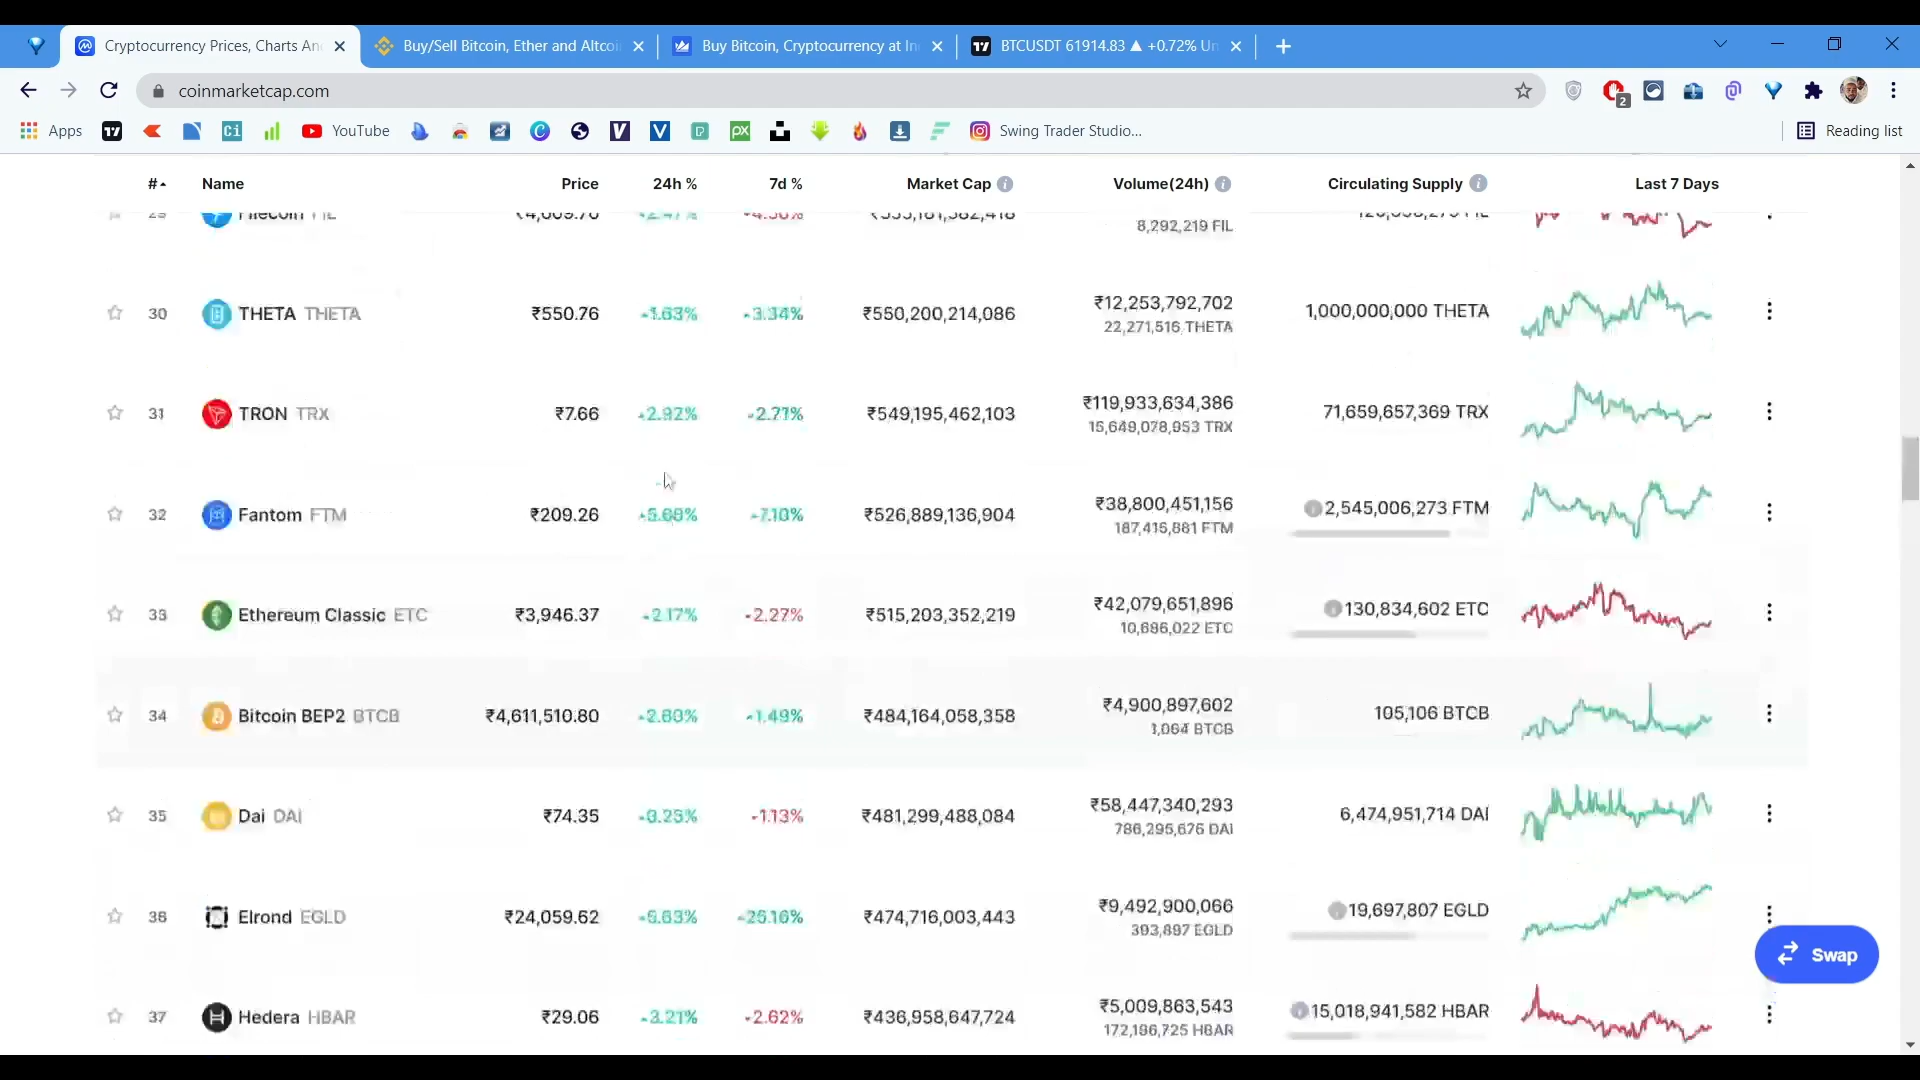 Cryptocurrency Prices, Charts An
Buy/Sell Bitcoin, Ether and Altcoi
Buy Bitcoin, Cryptocurrency at In
BTCUSDT 61914.83 ▲ +0.72% Un
coinmarketcap.com
2
Apps
YouTube
Swing Trader Studio...
Reading list
# Name Price 24h % 7d % Market Cap Volume(24h) Circulating Supply Last 7 Days
29 Filecoin FIL
8,292,219 FIL
30 THETA THETA ₹550.76 1.63% 3.34% ₹550,200,214,086 ₹12,253,792,702 1,000,000,000 THETA
22,271,516 THETA
31 TRON TRX ₹7.66 2.92% 2.71% ₹549,195,462,103 ₹119,933,634,386 71,659,657,369 TRX
15,649,078,953 TRX
32 Fantom FTM ₹209.26 7.10% ₹526,889,136,904 ₹38,800,451,156 2,545,006,273 FTM
187,415,881 FTM
33 Ethereum Classic ETC ₹3,946.37 2.17% 2.27% ₹515,203,352,219 ₹42,079,651,896 130,834,602 ETC
10,686,022 ETC
34 Bitcoin BEP2 BTCB ₹4,611,510.80 1.49% ₹484,164,058,358 ₹4,900,897,602 105,106 BTCB
1,064 BTCB
35 Dai DAI ₹74.35 1.13% ₹481,299,488,084 ₹58,447,340,293 6,474,951,714 DAI
786,295,676 DAI
36 Elrond EGLD ₹24,059.62 25.16% ₹474,716,003,443 ₹9,492,900,066 19,697,807 EGLD
393,897 EGLD
Swap
37 Hedera HBAR ₹29.06 3.21% 2.62% ₹436,958,647,724 ₹5,009,863,543 15,018,941,582 HBAR
172,186,725 HBAR